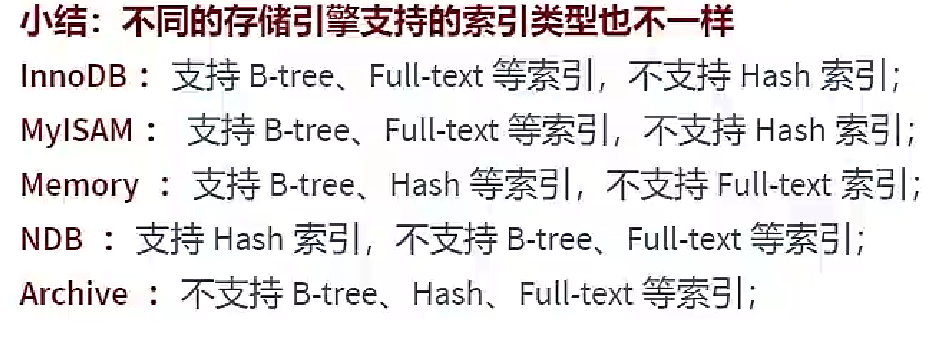 小结：不同的存储引擎支持的索引类型也不一样
InnoDB ： 支持 B-tree、Full-text 等索引，不支持 Hash 索引；
MyISAM ： 支持 B-tree、Full-text 等索引，不支持 Hash 索引；
Memory ： 支持 B-tree、Hash 等索引，不支持 Full-text 索引；
NDB ： 支持 Hash 索引，不支持 B-tree、Full-text 等索引；
Archive ： 不支持 B-tree、Hash、Full-text 等索引；